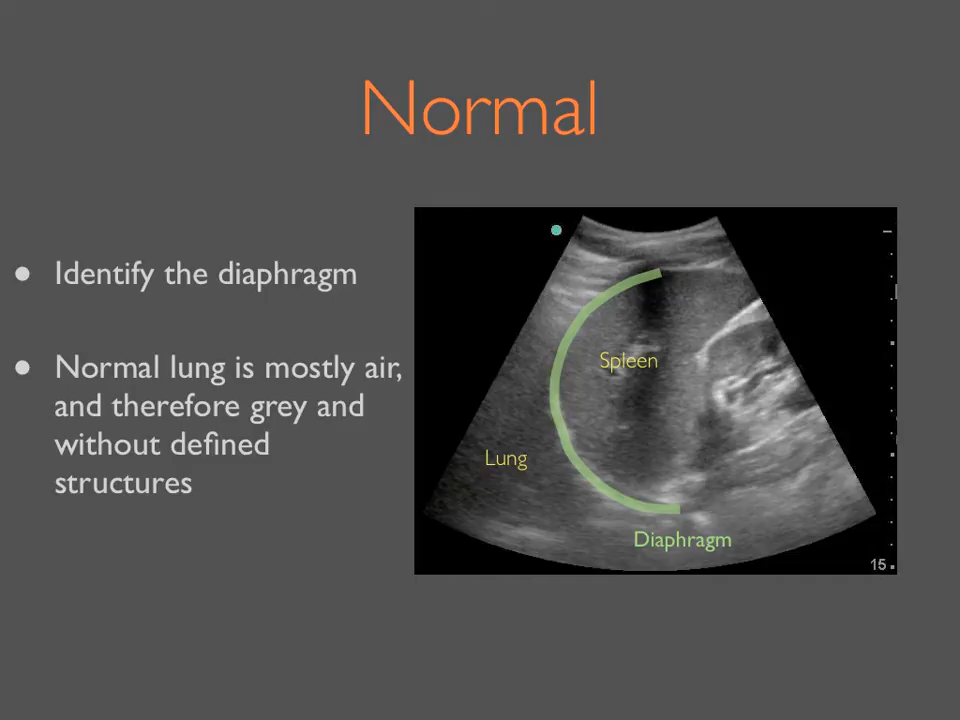 Normal
● Identify the diaphragm
● Normal lung is mostly air,
and therefore grey and
without defined
structures
Spleen
Lung
Diaphragm
15